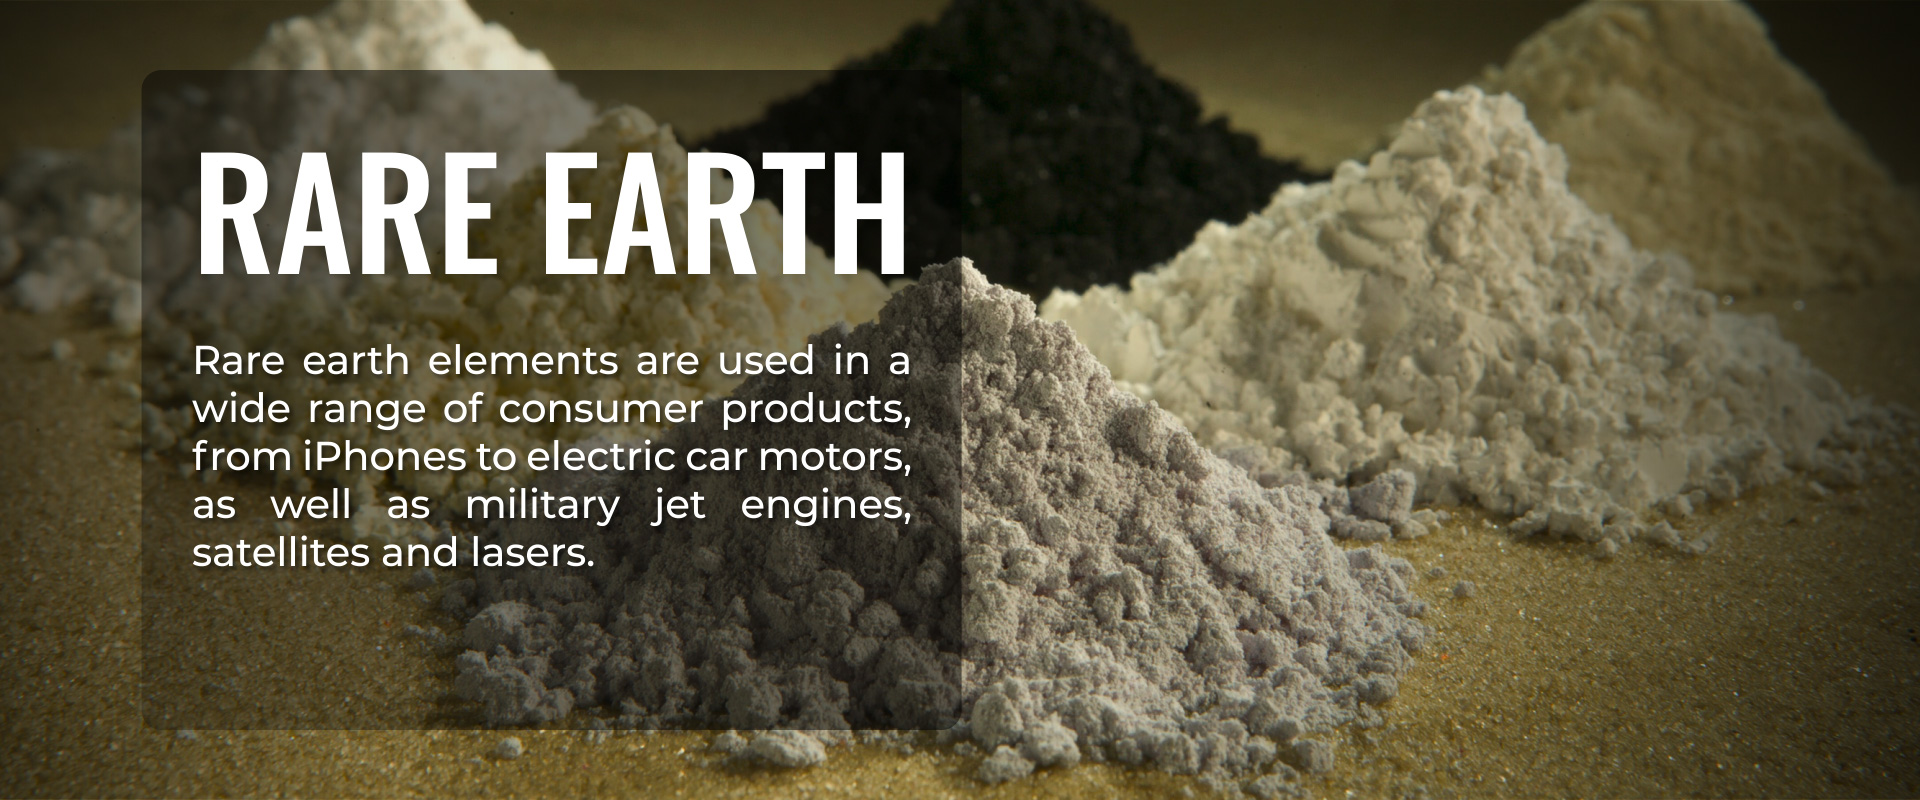 RARE EARTH
Rare earth elements are used in a
wide range of consumer products,
from iPhones to electric car motors,
as well as military jet engines,
satellites and lasers.